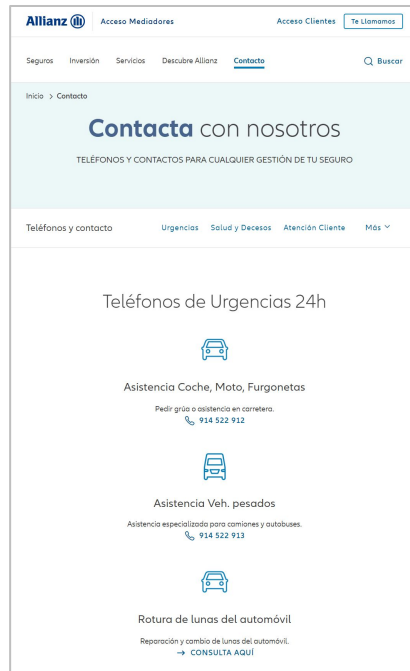 Allianz
Acceso Mediadores
Acceso Clientes
Te Llamamos
Seguros Inversión Servicios Descubre Allianz Contacto
Buscar
Inicio > Contacto
Contacta con nosotros
TELÉFONOS Y CONTACTOS PARA CUALQUIER GESTIÓN DE TU SEGURO
Teléfonos y contacto
Urgencias Salud y Decesos Atención Cliente Más
Teléfonos de Urgencias 24h
Asistencia Coche, Moto, Furgonetas
Pedir grúa o asistencia en carretera.
914 522 912
Asistencia Veh. pesados
Asistencia especializada para camiones y autobuses.
914 522 913
Rotura de lunas del automóvil
Reparación y cambio de lunas del automóvil.
→ CONSULTA AQUÍ